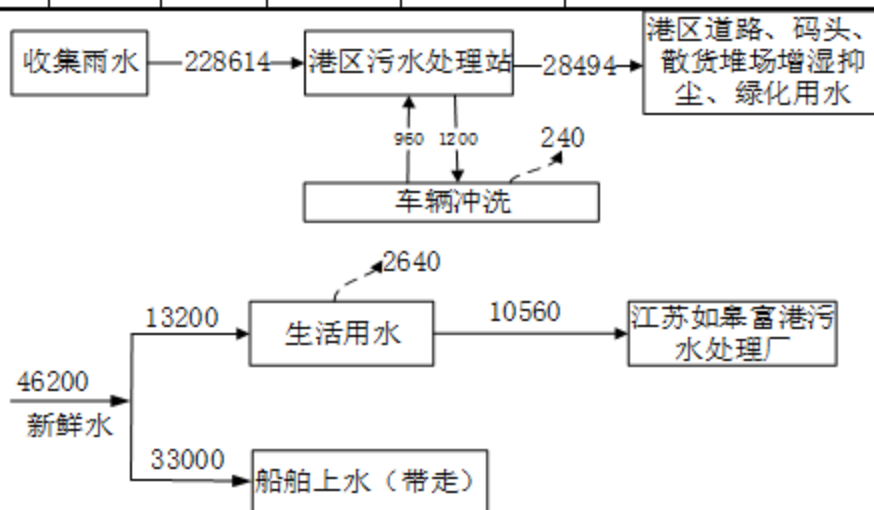 收集雨水
228614
港区污水处理站
28494
港区道路、码头、
散货堆场增湿抑
尘、绿化用水
960
1200
240
车辆冲洗
2640
13200
生活用水
10560
江苏如皋富港污
水处理厂
46200
新鲜水
33000
船舶上水（带走）